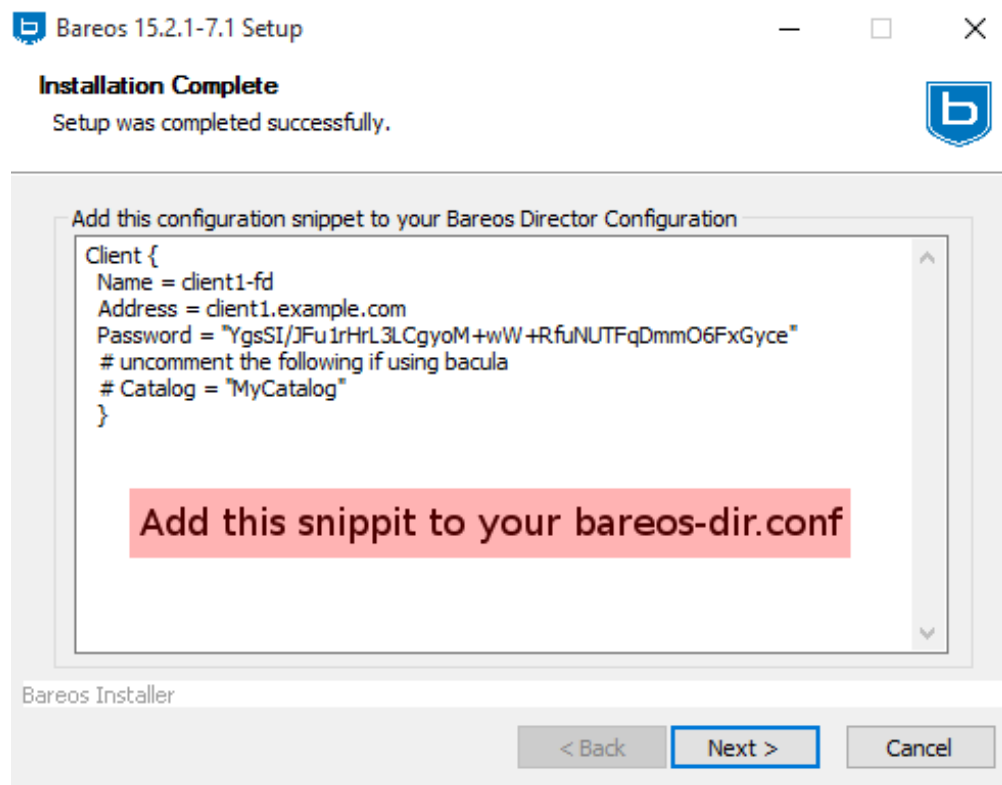 Bareos 15.2.1-7.1 Setup
Installation Complete
Setup was completed successfully.
Add this configuration snippet to your Bareos Director Configuration
Client {
Name = client1-fd
Address = client1.example.com
Password = "YgsSI/JFu1rHrL3LCgyoM+wW+RfuNUTFqDmmO6FxGyce"
# uncomment the following if using bacula
# Catalog = "MyCatalog"
}
Add this snippit to your bareos-dir.conf
Bareos Installer
< Back
Next >
Cancel